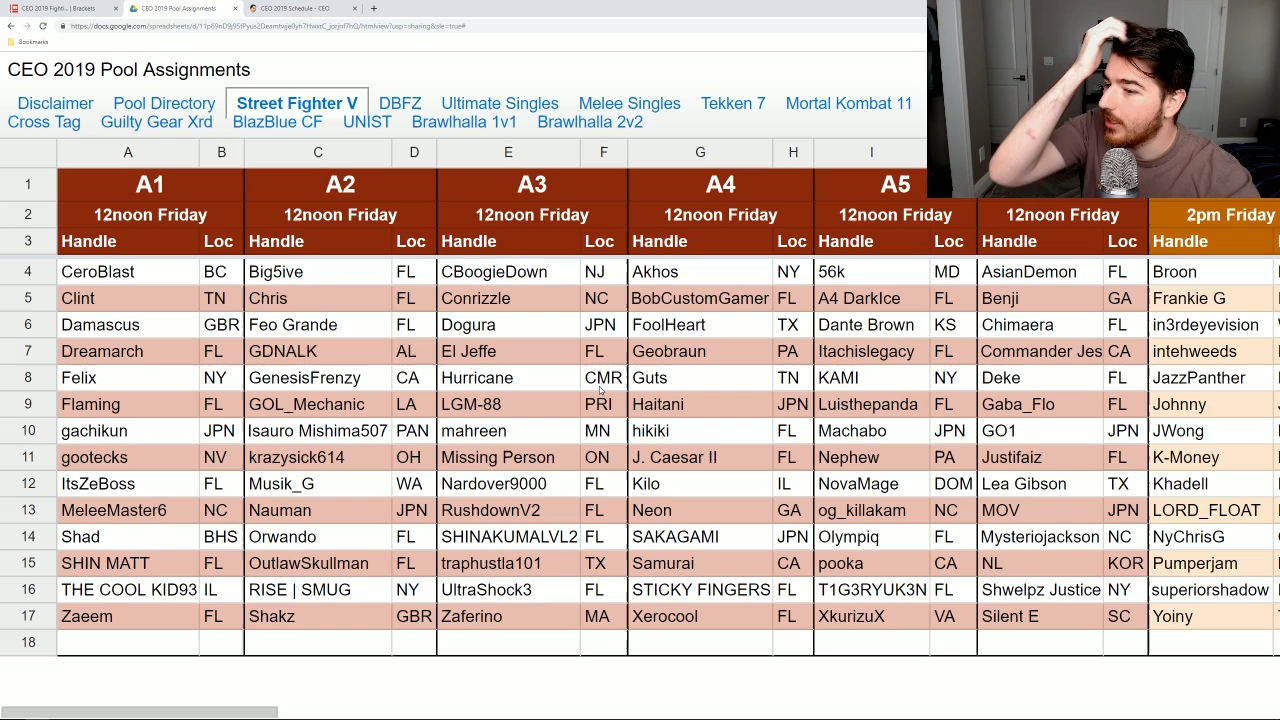 CEO 2019 Fighti... | Brackets
CEO 2019 Pool Assignments
CEO 2019 Schedule - CEO
Bookmarks
CEO 2019 Pool Assignments
Disclaimer Pool Directory Street Fighter V DBFZ Ultimate Singles Melee Singles Tekken 7 Mortal Kombat 11
Cross Tag Guilty Gear Xrd BlazBlue CF UNIST Brawlhalla 1v1 Brawlhalla 2v2
A B C D E F G H I
1 A1 A2 A3 A4 A5
2 12noon Friday 12noon Friday 12noon Friday 12noon Friday 12noon Friday 12noon Friday 2pm Friday
3 Handle Loc Handle Loc Handle Loc Handle Loc Handle Loc Handle Loc Handle
4 CeroBlast BC Big5ive FL CBoogieDown NJ Akhos NY 56k MD AsianDemon FL Broon
5 Clint TN Chris FL Conrizzle NC BobCustomGamer FL A4 DarkIce FL Benji GA Frankie G
6 Damascus GBR Feo Grande FL Dogura JPN FoolHeart TX Dante Brown KS Chimaera FL in3rdeyevision
7 Dreamarch FL GDNALK AL El Jeffe FL Geobraun PA Itachislegacy FL Commander Jes CA intehweeds
8 Felix NY GenesisFrenzy CA Hurricane CMR Guts TN KAMI NY Deke FL JazzPanther
9 Flaming FL GOL_Mechanic LA LGM-88 PRI Haitani JPN Luisthepanda FL Gaba_Flo FL Johnny
10 gachikun JPN Isauro Mishima507 PAN mahreen MN hikiki FL Machabo JPN GO1 JPN JWong
11 gootecks NV krazysick614 OH Missing Person ON J. Caesar II FL Nephew PA Justifaiz FL K-Money
12 ItsZeBoss FL Musik_G WA Nardover9000 FL Kilo IL NovaMage DOM Lea Gibson TX Khadell
13 MeleeMaster6 NC Nauman JPN RushdownV2 FL Neon GA og_killakam NC MOV JPN LORD_FLOAT
14 Shad BHS Orwando FL SHINAKUMALVL2 FL SAKAGAMI JPN Olympiq FL Mysteriojackson NC NyChrisG
15 SHIN MATT FL OutlawSkullman FL traphustla101 TX Samurai CA pooka CA NL KOR Pumperjam
16 THE COOL KID93 IL RISE | SMUG NY UltraShock3 FL STICKY FINGERS FL T1G3RYUK3N FL Shwelpz Justice NY superiorshadow
17 Zaeem FL Shakz GBR Zaferino MA Xerocool FL XkurizuX VA Silent E SC Yoiny
18